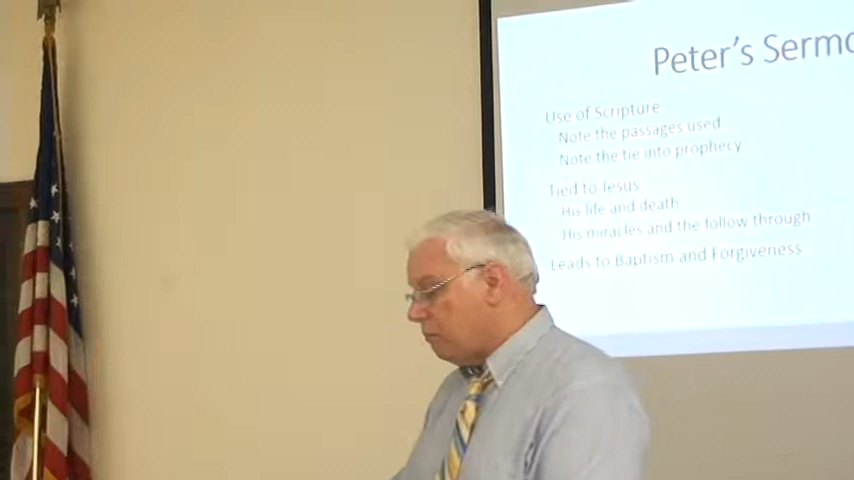 Peter's Sermo
Use of Scripture
Note the passages used
Note the tie into prophecy
Tied to Jesus
His life and death
His miracles and the follow through
Leads to Baptism and Forgiveness